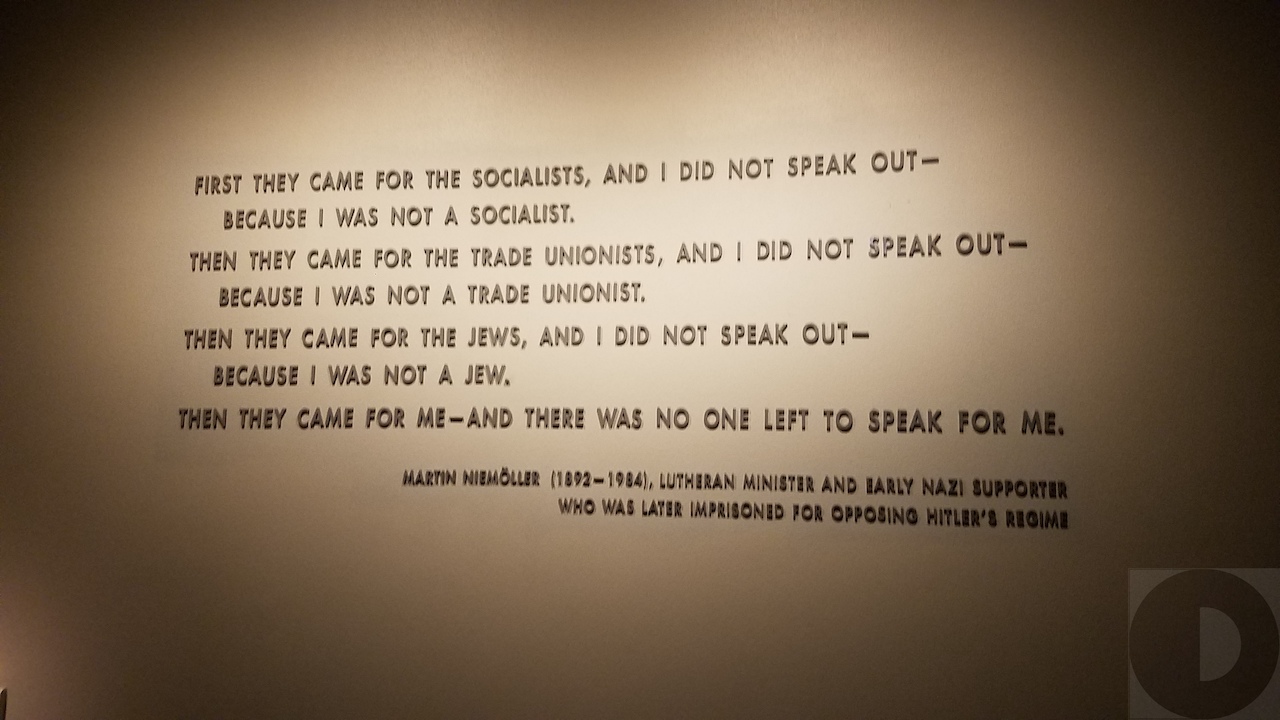 FIRST THEY CAME FOR THE SOCIALISTS, AND I DID NOT SPEAK OUT—
BECAUSE I WAS NOT A SOCIALIST.
THEN THEY CAME FOR THE TRADE UNIONISTS, AND I DID NOT SPEAK OUT—
BECAUSE I WAS NOT A TRADE UNIONIST.
THEN THEY CAME FOR THE JEWS, AND I DID NOT SPEAK OUT—
BECAUSE I WAS NOT A JEW.
THEN THEY CAME FOR ME—AND THERE WAS NO ONE LEFT TO SPEAK FOR ME.
MARTIN NIEMÖLLER (1892–1984), LUTHERAN MINISTER AND EARLY NAZI SUPPORTER
WHO WAS LATER IMPRISONED FOR OPPOSING HITLER'S REGIME
D